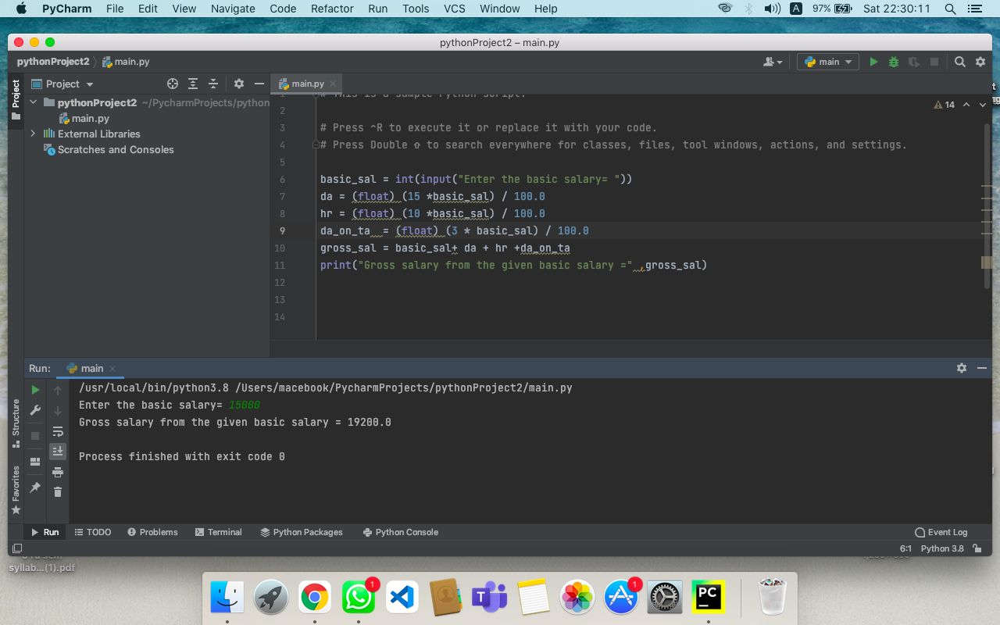 PyCharm File Edit View Navigate Code Refactor Run Tools VCS Window Help A 97% Sat 22:30:11
pythonProject2 – main.py
pythonProject2 main.py main
Project
Project
main.py
1 # This is a sample Python script.
14
pythonProject2 ~/PycharmProjects/python
main.py
External Libraries
Scratches and Consoles
2
3 # Press ^R to execute it or replace it with your code.
4 # Press Double ⇧ to search everywhere for classes, files, tool windows, actions, and settings.
5
6 basic_sal = int(input("Enter the basic salary= "))
7 da = (float) (15 *basic_sal) / 100.0
8 hr = (float) (10 *basic_sal) / 100.0
9 da_on_ta  = (float) (3 * basic_sal) / 100.0
10 gross_sal = basic_sal+ da + hr +da_on_ta
11 print("Gross salary from the given basic salary =" ,gross_sal)
12
13
14
Run: main
/usr/local/bin/python3.8 /Users/macebook/PycharmProjects/pythonProject2/main.py
Enter the basic salary= 15000
Gross salary from the given basic salary = 19200.0
Process finished with exit code 0
Structure
Favorites
Run TODO Problems Terminal Python Packages Python Console Event Log
6:1 Python 3.8
syllab...(1).pdf
1
1
PC